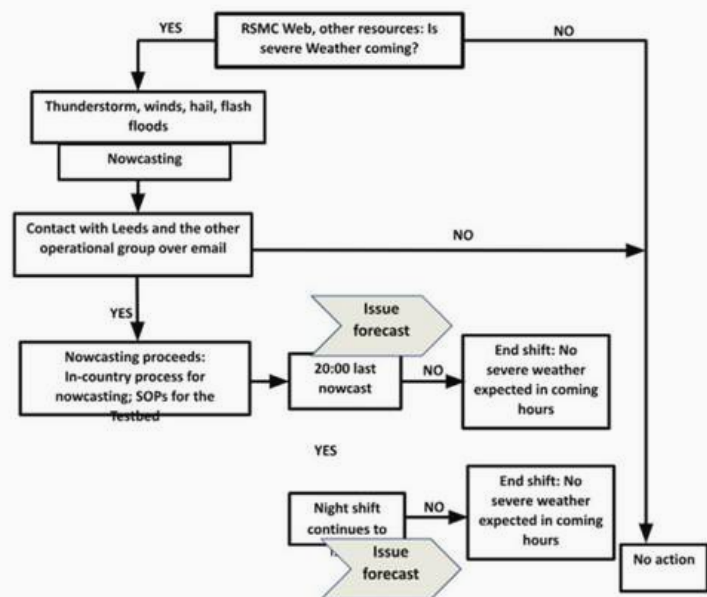 YES
RSMC Web, other resources: Is
severe Weather coming?
NO
Thunderstorm, winds, hail, flash
floods
Nowcasting
Contact with Leeds and the other
operational group over email
NO
YES
Issue
forecast
Nowcasting proceeds:
In-country process for
nowcasting; SOPs for the
Testbed
20:00 last
nowcast
NO
End shift: No
severe weather
expected in coming
hours
YES
Night shift
continues to
NO
End shift: No
severe weather
expected in coming
hours
Issue
forecast
No action